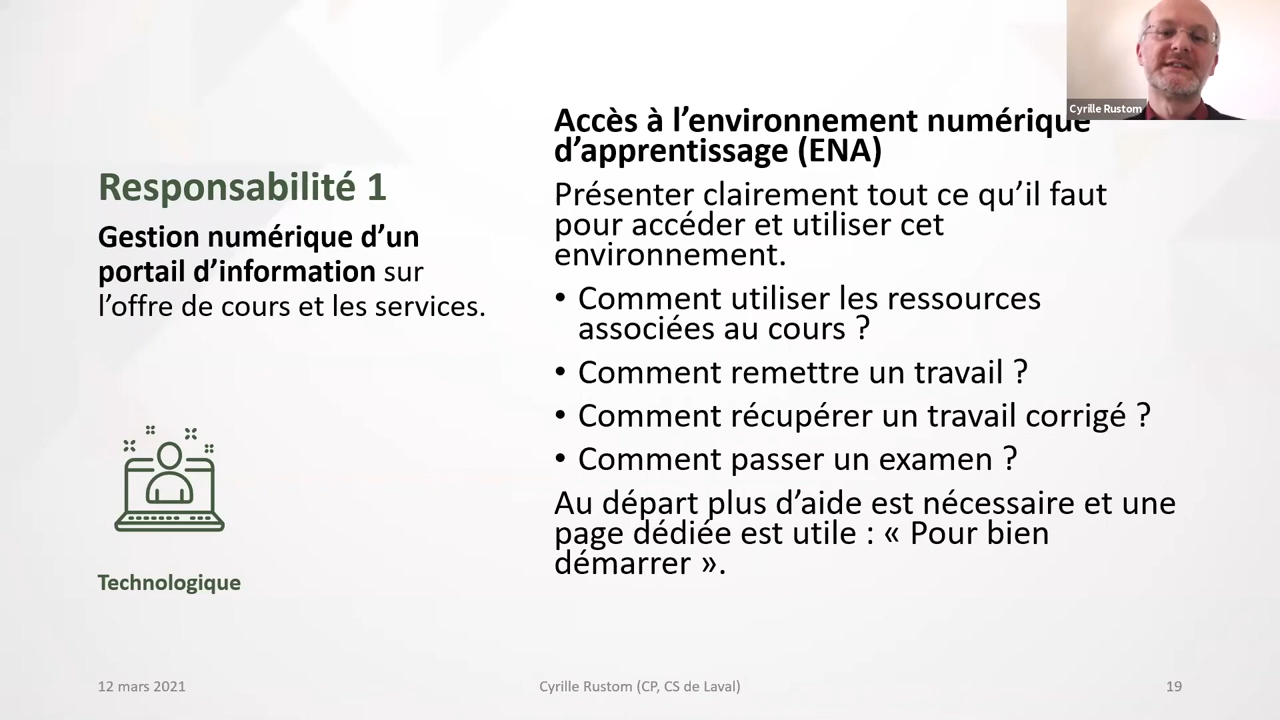 Cyrille Rustom
Responsabilité 1
Gestion numérique d’un
portail d’information sur
l’offre de cours et les services.
Technologique
Accès à l’environnement numérique
d’apprentissage (ENA)
Présenter clairement tout ce qu’il faut
pour accéder et utiliser cet
environnement.
• Comment utiliser les ressources
associées au cours ?
• Comment remettre un travail ?
• Comment récupérer un travail corrigé ?
• Comment passer un examen ?
Au départ plus d’aide est nécessaire et une
page dédiée est utile : « Pour bien
démarrer ».
12 mars 2021
Cyrille Rustom (CP, CS de Laval)
19